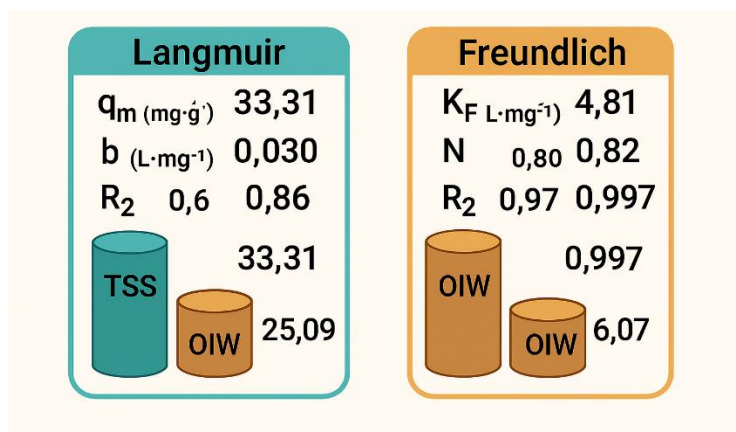 Langmuir
qm (mg·g') 33,31
b (L·mg-1) 0,030
R2 0,6 0,86
TSS 33,31
OIW 25,09
Freundlich
KF L·mg-1) 4,81
N 0,80 0,82
R2 0,97 0,997
OIW 0,997
OIW 6,07